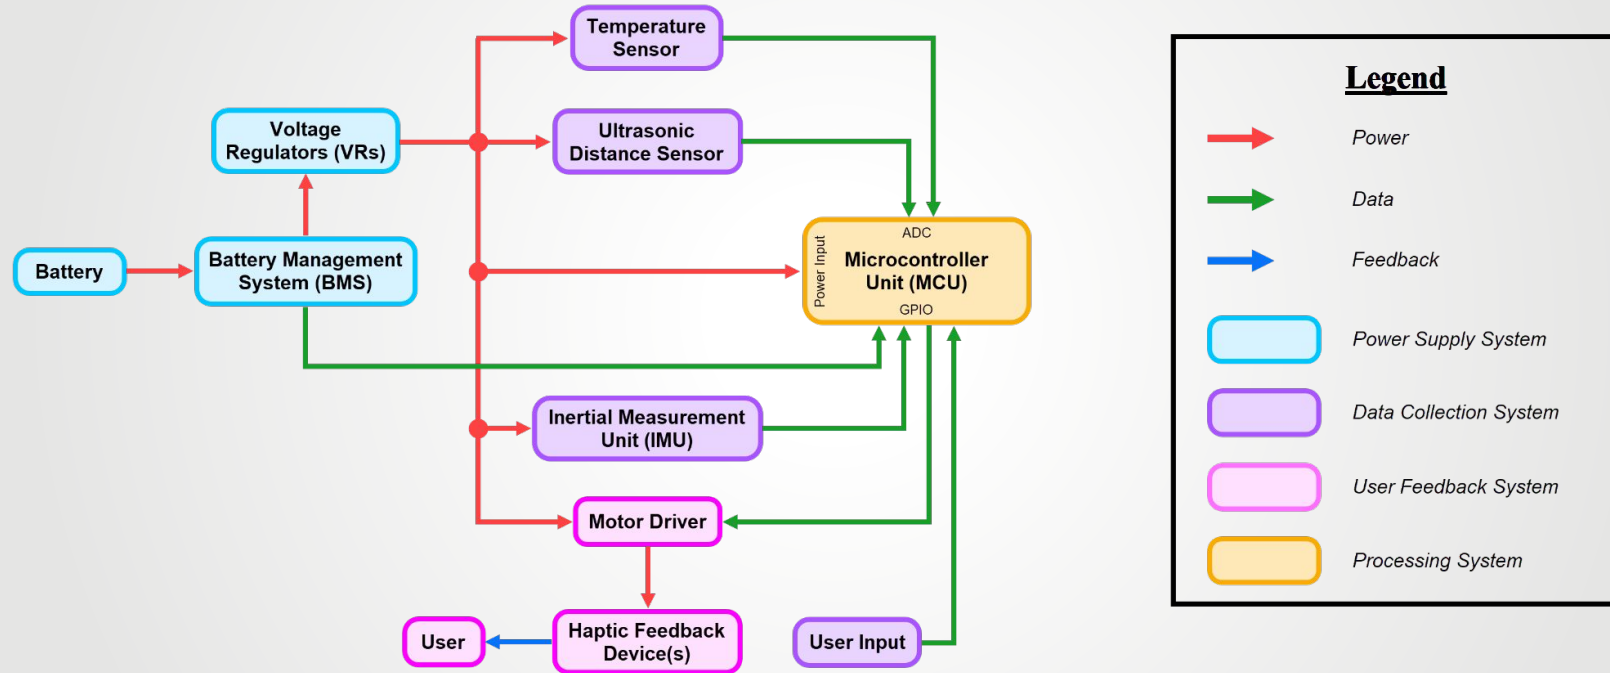 Temperature
Sensor
Voltage
Regulators (VRs)
Ultrasonic
Distance Sensor
Battery
Battery Management
System (BMS)
Power Input
ADC
Microcontroller
Unit (MCU)
GPIO
Inertial Measurement
Unit (IMU)
Motor Driver
User
Haptic Feedback
Device(s)
User Input
Legend
Power
Data
Feedback
Power Supply System
Data Collection System
User Feedback System
Processing System